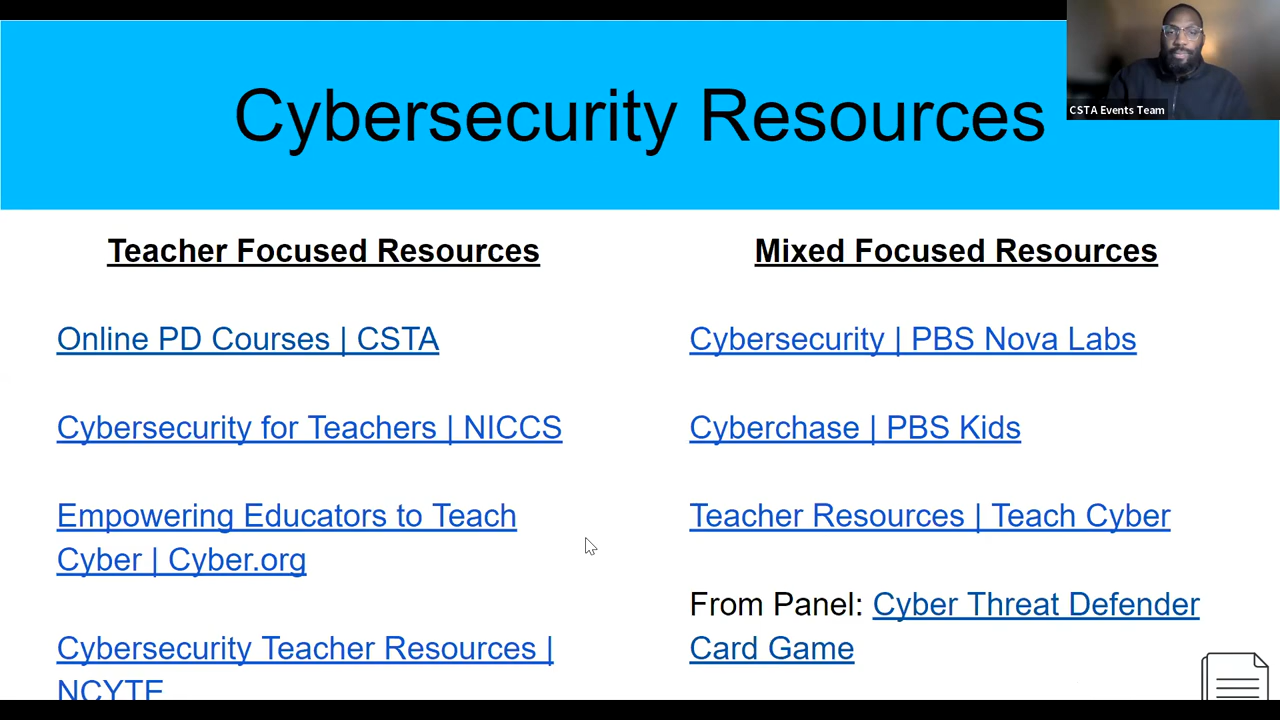 Cybersecurity Resources
CSTA Events Team
Teacher Focused Resources
Online PD Courses | CSTA
Cybersecurity for Teachers | NICCS
Empowering Educators to Teach
Cyber | Cyber.org
Cybersecurity Teacher Resources |
NCYTE
Mixed Focused Resources
Cybersecurity | PBS Nova Labs
Cyberchase | PBS Kids
Teacher Resources | Teach Cyber
From Panel: Cyber Threat Defender
Card Game